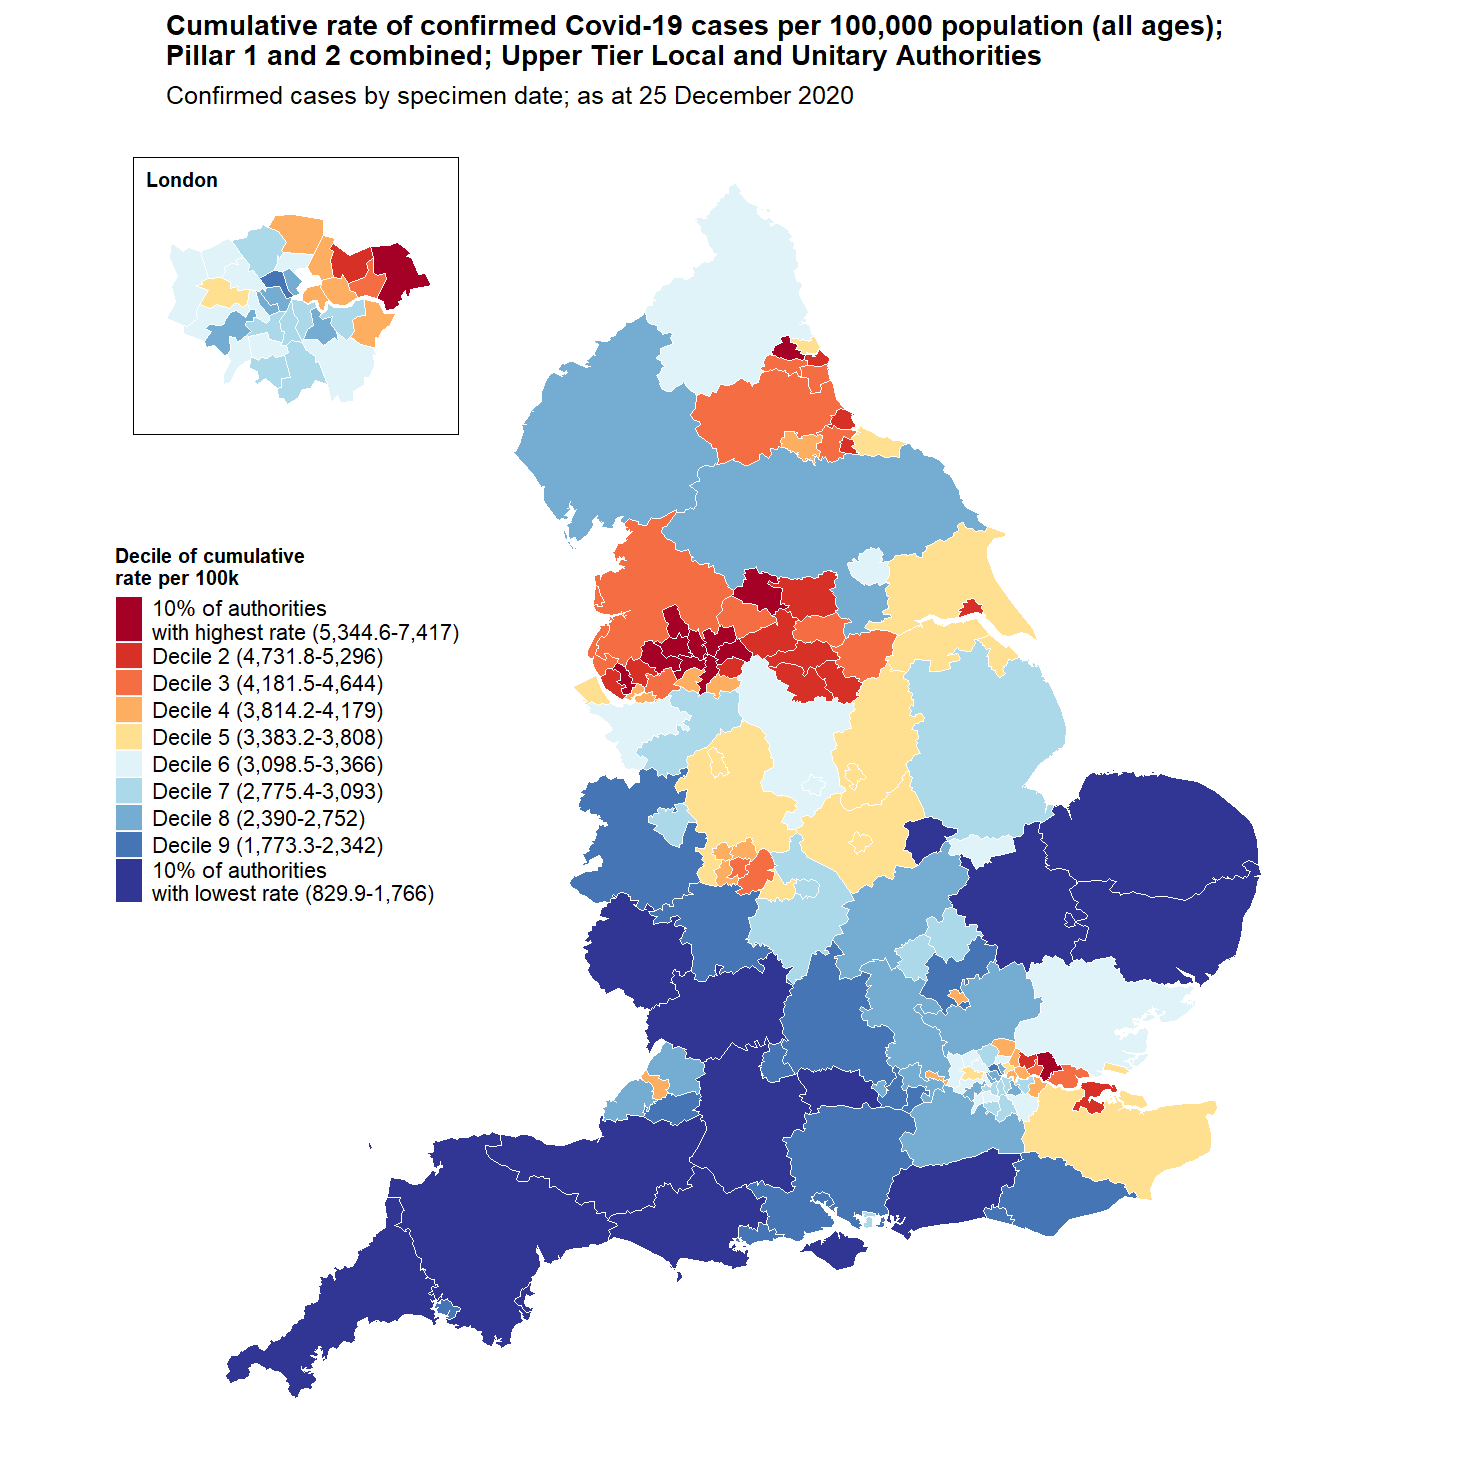 Cumulative rate of confirmed Covid-19 cases per 100,000 population (all ages);
Pillar 1 and 2 combined; Upper Tier Local and Unitary Authorities
Confirmed cases by specimen date; as at 25 December 2020
London
Decile of cumulative
rate per 100k
10% of authorities
with highest rate (5,344.6-7,417)
Decile 2 (4,731.8-5,296)
Decile 3 (4,181.5-4,644)
Decile 4 (3,814.2-4,179)
Decile 5 (3,383.2-3,808)
Decile 6 (3,098.5-3,366)
Decile 7 (2,775.4-3,093)
Decile 8 (2,390-2,752)
Decile 9 (1,773.3-2,342)
10% of authorities
with lowest rate (829.9-1,766)